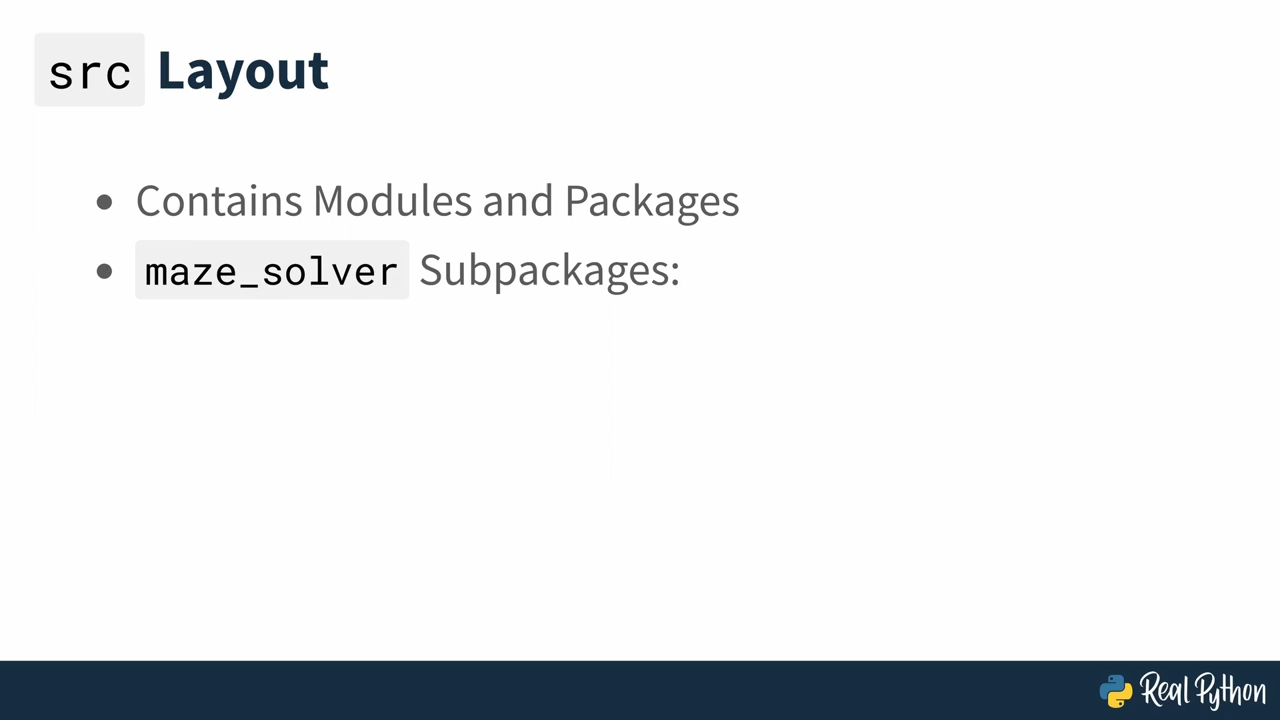 src Layout
Contains Modules and Packages
maze_solver Subpackages:
Real Python